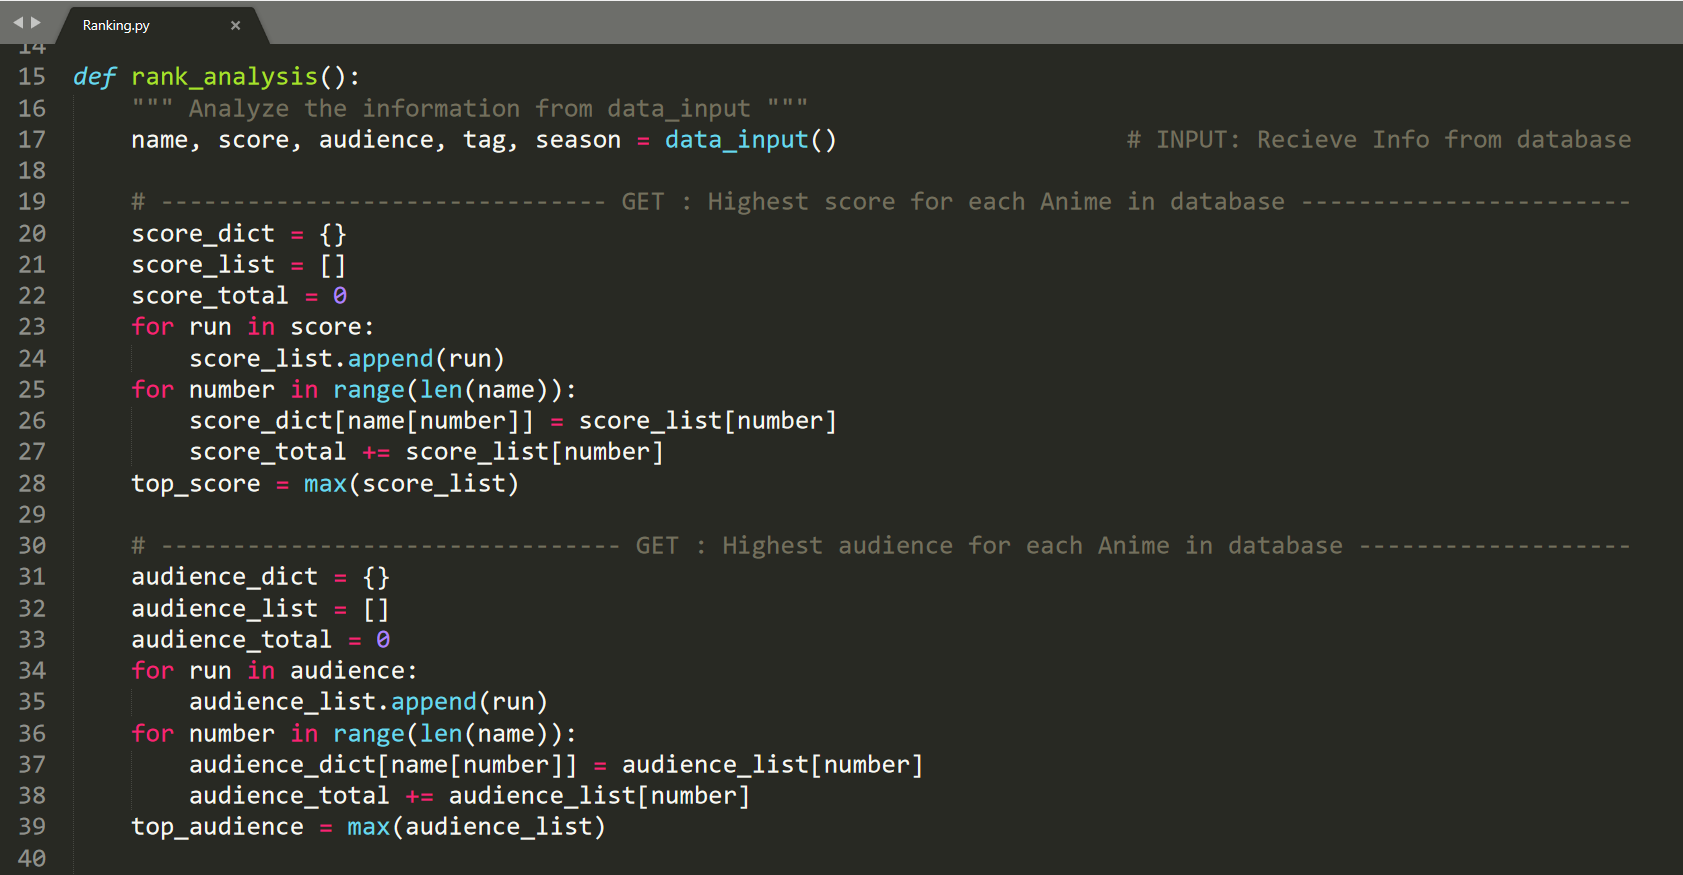 Ranking.py ×
14
15 def rank_analysis():
16     """ Analyze the information from data_input """
17     name, score, audience, tag, season = data_input()                    # INPUT: Recieve Info from database
18
19     # ------------------------------- GET : Highest score for each Anime in database -----------------------
20     score_dict = {}
21     score_list = []
22     score_total = 0
23     for run in score:
24         score_list.append(run)
25     for number in range(len(name)):
26         score_dict[name[number]] = score_list[number]
27         score_total += score_list[number]
28     top_score = max(score_list)
29
30     # -------------------------------- GET : Highest audience for each Anime in database -------------------
31     audience_dict = {}
32     audience_list = []
33     audience_total = 0
34     for run in audience:
35         audience_list.append(run)
36     for number in range(len(name)):
37         audience_dict[name[number]] = audience_list[number]
38         audience_total += audience_list[number]
39     top_audience = max(audience_list)
40